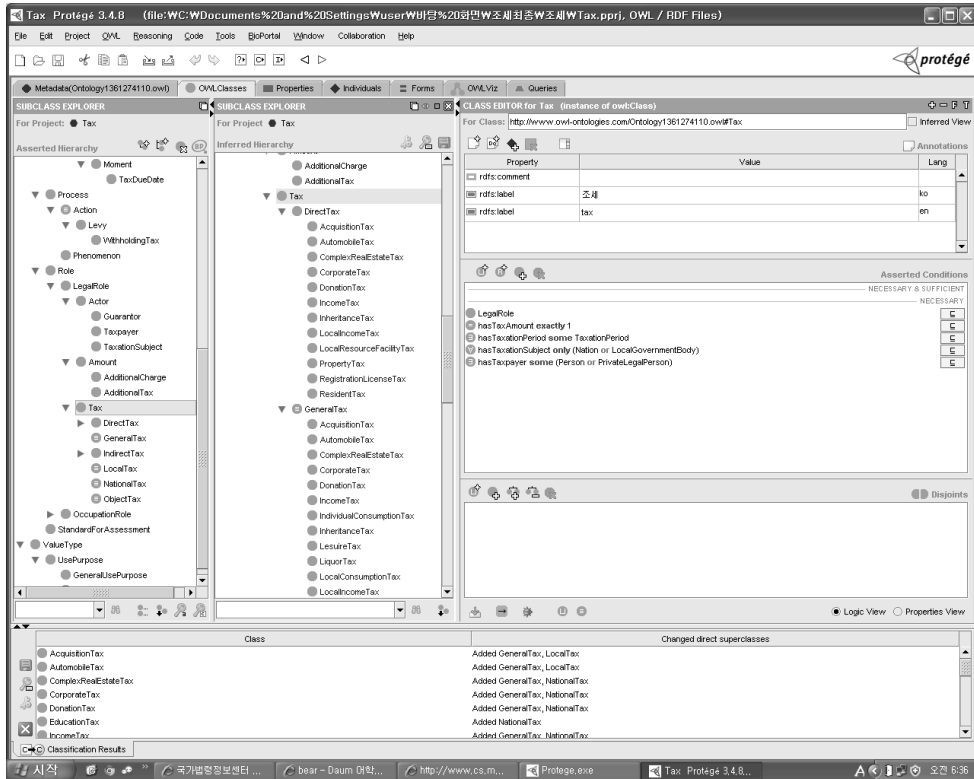 Tax Protégé 3.4.8 (file:\C:\Documents%20and%20Settings\user\바탕%20화면\조세최종\조세\Tax.pprj, OWL / RDF Files)
File Edit Project OWL Reasoning Code Tools BioPortal Window Collaboration Help
protégé
Metadata(Ontology1361274110.owl) OWLClasses Properties Individuals Forms OWLViz Queries
SUBCLASS EXPLORER
For Project: Tax
Asserted Hierarchy
Moment
TaxDueDate
Process
Action
Levy
WithholdingTax
Phenomenon
Role
LegalRole
Actor
Guarantor
Taxpayer
TaxationSubject
Amount
AdditionalCharge
AdditionalTax
Tax
DirectTax
GeneralTax
IndirectTax
LocalTax
NationalTax
ObjectTax
OccupationRole
StandardForAssessment
ValueType
UsePurpose
GeneralUsePurpose
SUBCLASS EXPLORER
For Project Tax
Inferred Hierarchy
AdditionalCharge
AdditionalTax
Tax
DirectTax
AcquisitionTax
AutomobileTax
ComplexRealEstateTax
CorporateTax
DonationTax
IncomeTax
InheritanceTax
LocalIncomeTax
LocalResourceFacilityTax
PropertyTax
RegistrationLicenseTax
ResidentTax
GeneralTax
AcquisitionTax
AutomobileTax
ComplexRealEstateTax
CorporateTax
DonationTax
IncomeTax
IndividualConsumptionTax
InheritanceTax
LesuireTax
LiquorTax
LocalConsumptionTax
LocalIncomeTax
CLASS EDITOR for Tax (instance of owl:Class)
For Class: http://www.owl-ontologies.com/Ontology1361274110.owl#Tax Inferred View
Annotations
Property Value Lang
rdfs:comment
rdfs:label 조세 ko
rdfs:label tax en
Asserted Conditions
NECESSARY & SUFFICIENT
NECESSARY
LegalRole
hasTaxAmount exactly 1
hasTaxationPeriod some TaxationPeriod
hasTaxationSubject only (Nation or LocalGovernmentBody)
hasTaxpayer some (Person or PrivateLegalPerson)
Disjoints
Logic View Properties View
Class Changed direct superclasses
AcquisitionTax Added GeneralTax, LocalTax
AutomobileTax Added GeneralTax, LocalTax
ComplexRealEstateTax Added GeneralTax, NationalTax
CorporateTax Added GeneralTax, NationalTax
DonationTax Added GeneralTax, NationalTax
EducationTax Added NationalTax
IncomeTax Added GeneralTax, NationalTax
Classification Results
시작 국가법령정보센터 ... bear - Daum 어학... http://www.cs.m... Protege.exe Tax Protégé 3.4.8... 오전 6:36